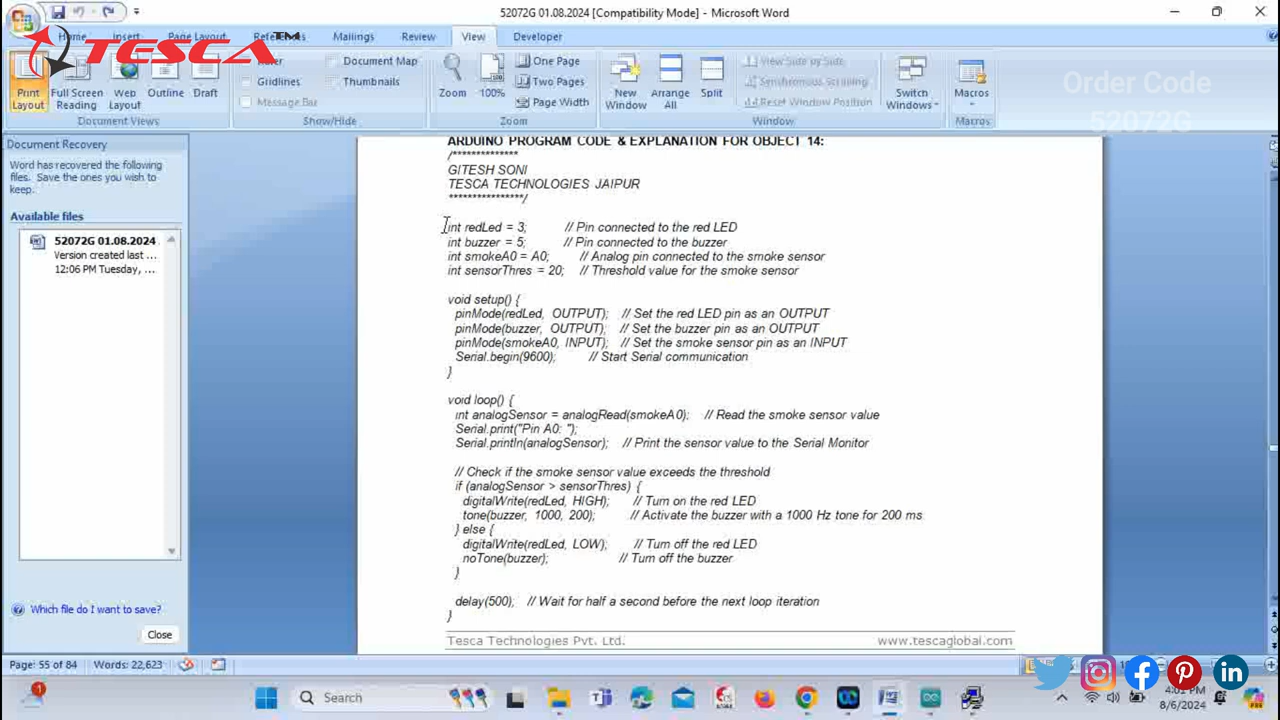 52072G 01.08.2024 [Compatibility Mode] - Microsoft Word
Home Insert Page Layout References Mailings Review View Developer
TESCA™
Print Layout
Full Screen Reading
Web Layout
Outline
Draft
Document Views
Ruler
Gridlines
Message Bar
Document Map
Thumbnails
Show/Hide
Zoom
100%
One Page
Two Pages
Page Width
Zoom
New Window
Arrange All
Split
View Side by Side
Synchronous Scrolling
Reset Window Position
Window
Switch Windows
Macros
Macros
Order Code
52072G
Document Recovery
Word has recovered the following
files. Save the ones you wish to
keep.
Available files
52072G 01.08.2024
Version created last ...
12:06 PM Tuesday, ...
Which file do I want to save?
Close
ARDUINO PROGRAM CODE & EXPLANATION FOR OBJECT 14:
/**************
GITESH SONI
TESCA TECHNOLOGIES JAIPUR
****************/
int redLed = 3; // Pin connected to the red LED
int buzzer = 5; // Pin connected to the buzzer
int smokeA0 = A0; // Analog pin connected to the smoke sensor
int sensorThres = 20; // Threshold value for the smoke sensor
void setup() {
pinMode(redLed, OUTPUT); // Set the red LED pin as an OUTPUT
pinMode(buzzer, OUTPUT); // Set the buzzer pin as an OUTPUT
pinMode(smokeA0, INPUT); // Set the smoke sensor pin as an INPUT
Serial.begin(9600); // Start Serial communication
}
void loop() {
int analogSensor = analogRead(smokeA0); // Read the smoke sensor value
Serial.print("Pin A0: ");
Serial.println(analogSensor); // Print the sensor value to the Serial Monitor
// Check if the smoke sensor value exceeds the threshold
if (analogSensor > sensorThres) {
digitalWrite(redLed, HIGH); // Turn on the red LED
tone(buzzer, 1000, 200); // Activate the buzzer with a 1000 Hz tone for 200 ms
} else {
digitalWrite(redLed, LOW); // Turn off the red LED
noTone(buzzer); // Turn off the buzzer
}
delay(500); // Wait for half a second before the next loop iteration
}
Tesca Technologies Pvt. Ltd. www.tescaglobal.com
Page: 55 of 84 Words: 22,623
1
Search
4:01 PM
8/6/2024